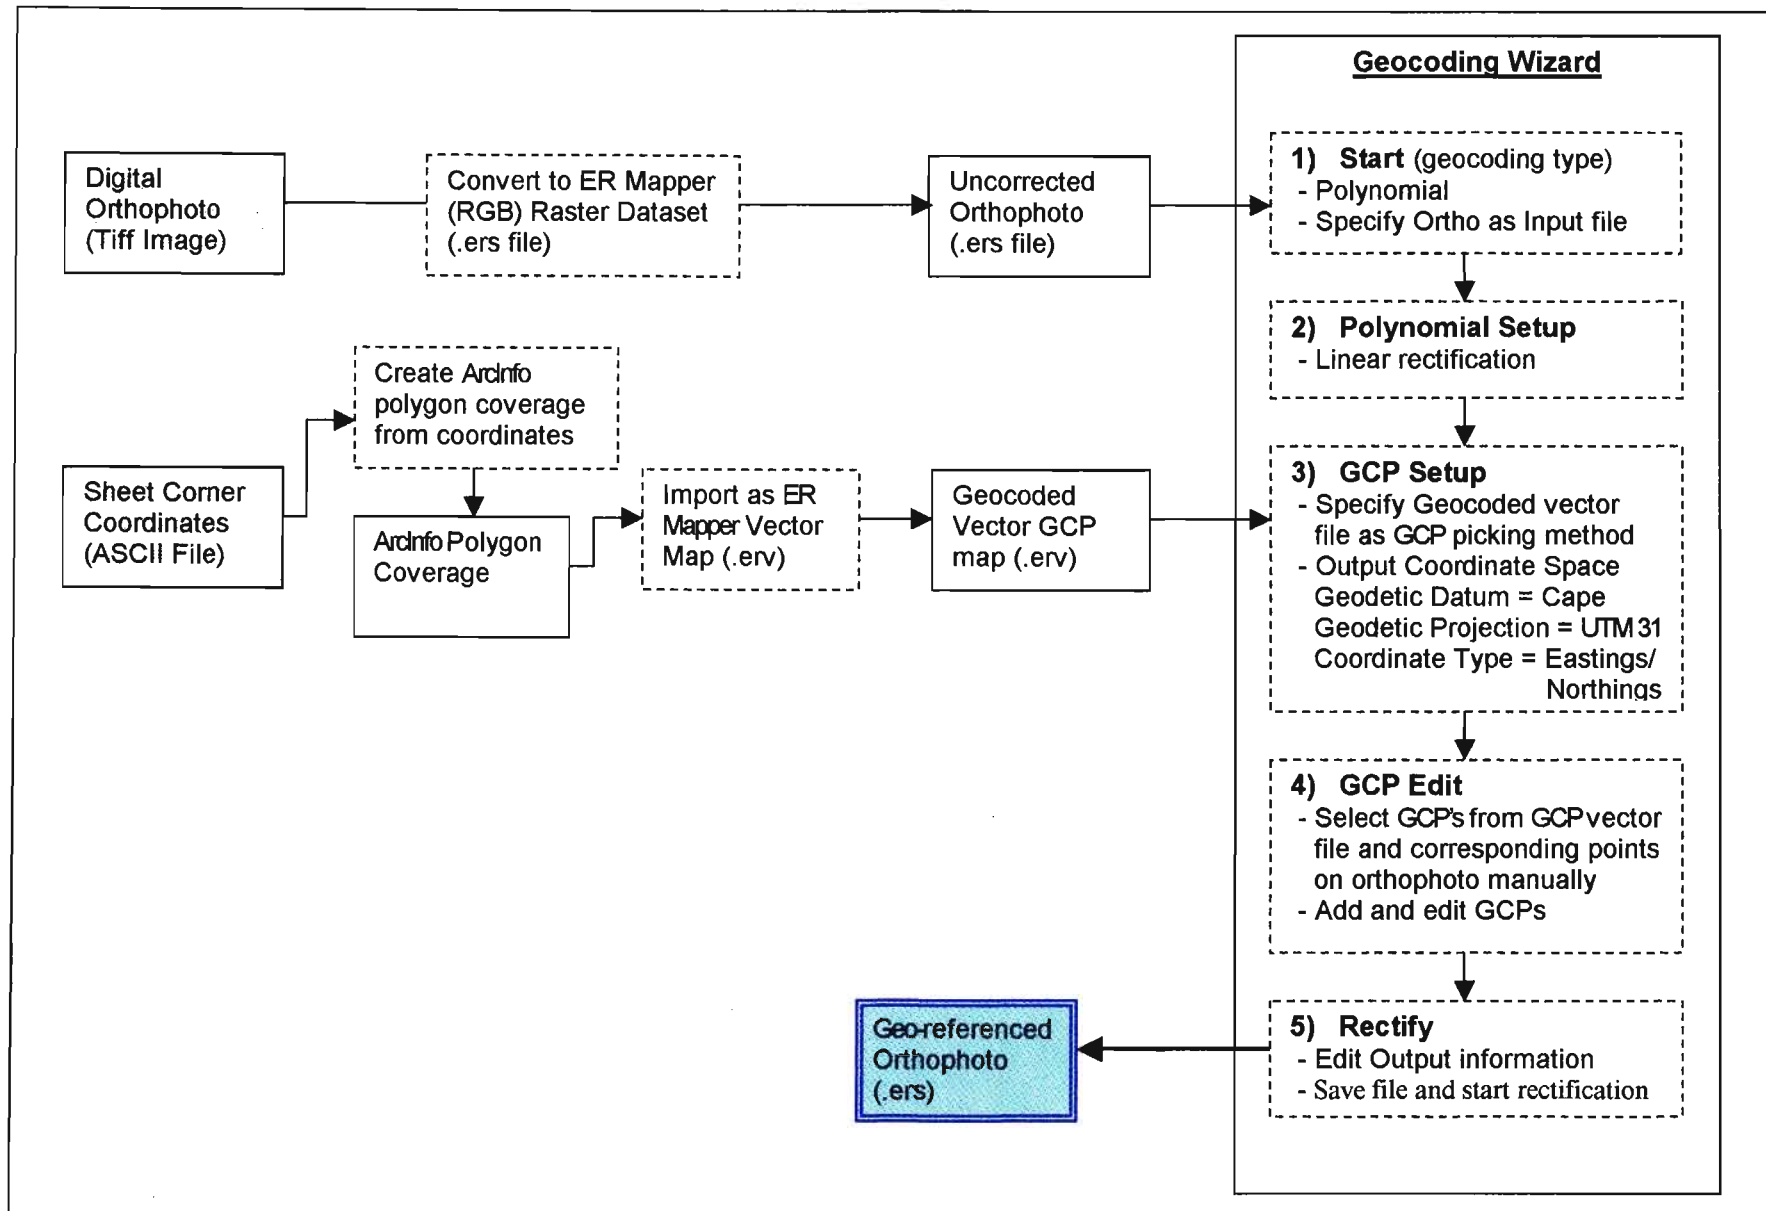 Geocoding Wizard
Digital
Orthophoto
(Tiff Image)
Convert to ER Mapper
(RGB) Raster Dataset
(.ers file)
Uncorrected
Orthophoto
(.ers file)
1) Start (geocoding type)
- Polynomial
- Specify Ortho as Input file
2) Polynomial Setup
- Linear rectification
Create ArcInfo
polygon coverage
from coordinates
Sheet Corner
Coordinates
(ASCII File)
ArcInfo Polygon
Coverage
Import as ER
Mapper Vector
Map (.erv)
Geocoded
Vector GCP
map (.erv)
3) GCP Setup
- Specify Geocoded vector
file as GCP picking method
- Output Coordinate Space
Geodetic Datum = Cape
Geodetic Projection = UTM 31
Coordinate Type = Eastings/
Northings
4) GCP Edit
- Select GCP's from GCP vector
file and corresponding points
on orthophoto manually
- Add and edit GCPs
5) Rectify
- Edit Output information
- Save file and start rectification
Geo-referenced
Orthophoto
(.ers)